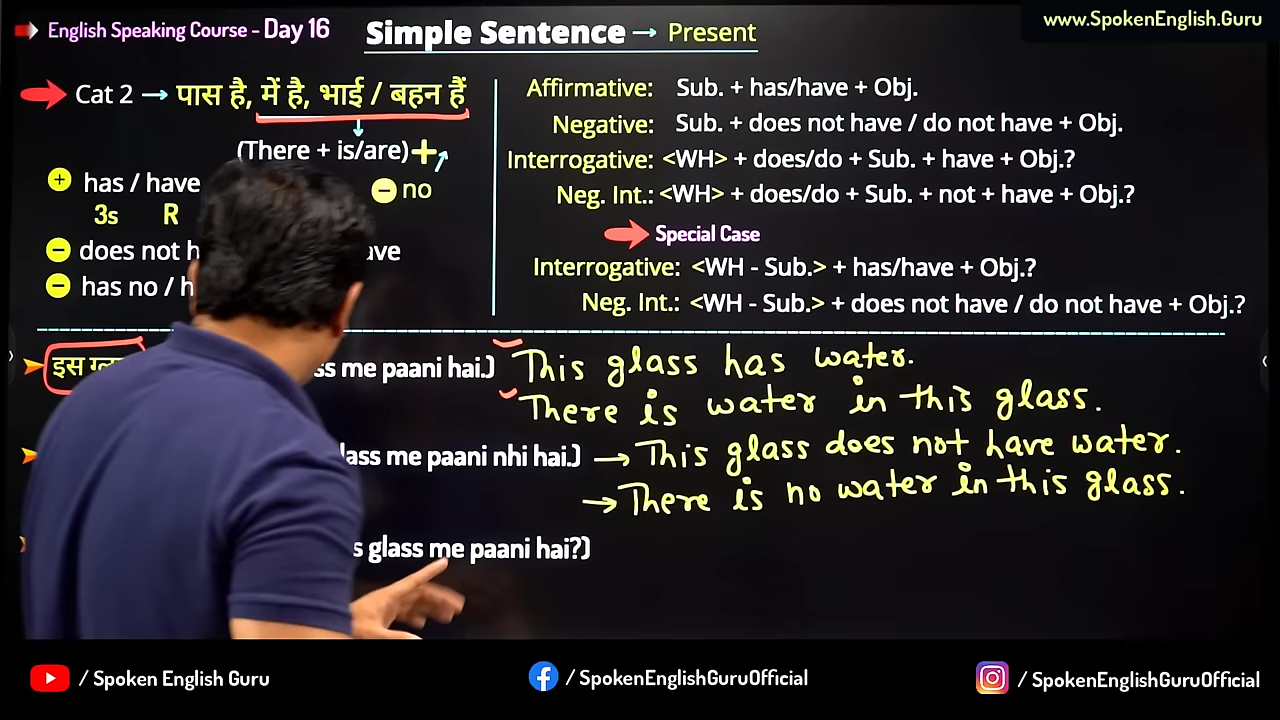 English Speaking Course - Day 16
Simple Sentence → Present
www.SpokenEnglish.Guru
Cat 2 → पास है, में है, भाई / बहन हैं
(There + is/are) +
+ has / have
- no
3s R
- does not
- has no /
Affirmative: Sub. + has/have + Obj.
Negative: Sub. + does not have / do not have + Obj.
Interrogative: <WH> + does/do + Sub. + have + Obj.?
Neg. Int.: <WH> + does/do + Sub. + not + have + Obj.?
Special Case
Interrogative: <WH - Sub.> + has/have + Obj.?
Neg. Int.: <WH - Sub.> + does not have / do not have + Obj.?
इस me paani hai.) This glass has water.
There is water in this glass.
me paani nhi hai.) → This glass does not have water.
→ There is no water in this glass.
glass me paani hai?)
/ Spoken English Guru
/ SpokenEnglishGuruOfficial
/ SpokenEnglishGuruOfficial